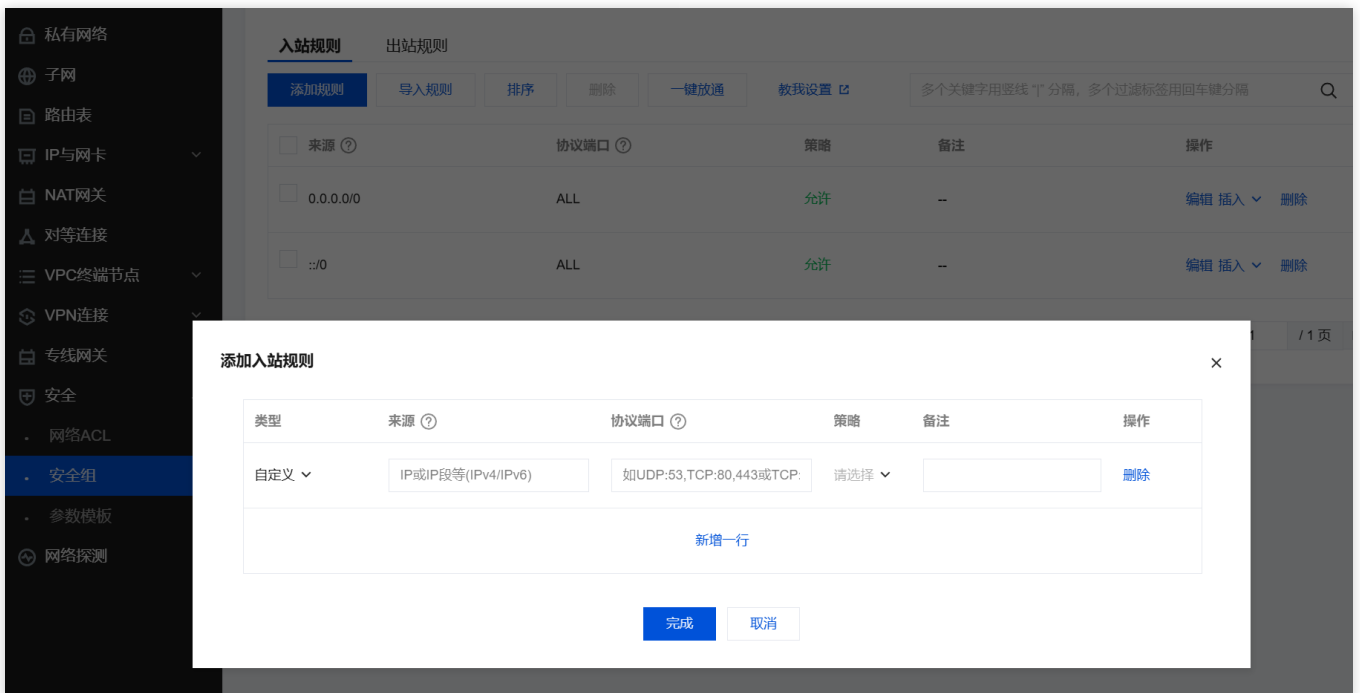 私有网络
子网
路由表
IP与网卡
NAT网关
对等连接
VPC终端节点
VPN连接
专线网关
安全
网络ACL
安全组
参数模板
网络探测
入站规则 出站规则
添加规则 导入规则 排序 删除 一键放通 教我设置 多个关键字用竖线 "|" 分隔，多个过滤标签用回车键分隔
来源 协议端口 策略 备注 操作
0.0.0.0/0 ALL 允许 -- 编辑 插入 删除
::/0 ALL 允许 -- 编辑 插入 删除
1 / 1 页
添加入站规则
类型 来源 协议端口 策略 备注 操作
自定义 IP或IP段等(IPv4/IPv6) 如UDP:53,TCP:80,443或TCP: 请选择 删除
新增一行
完成 取消